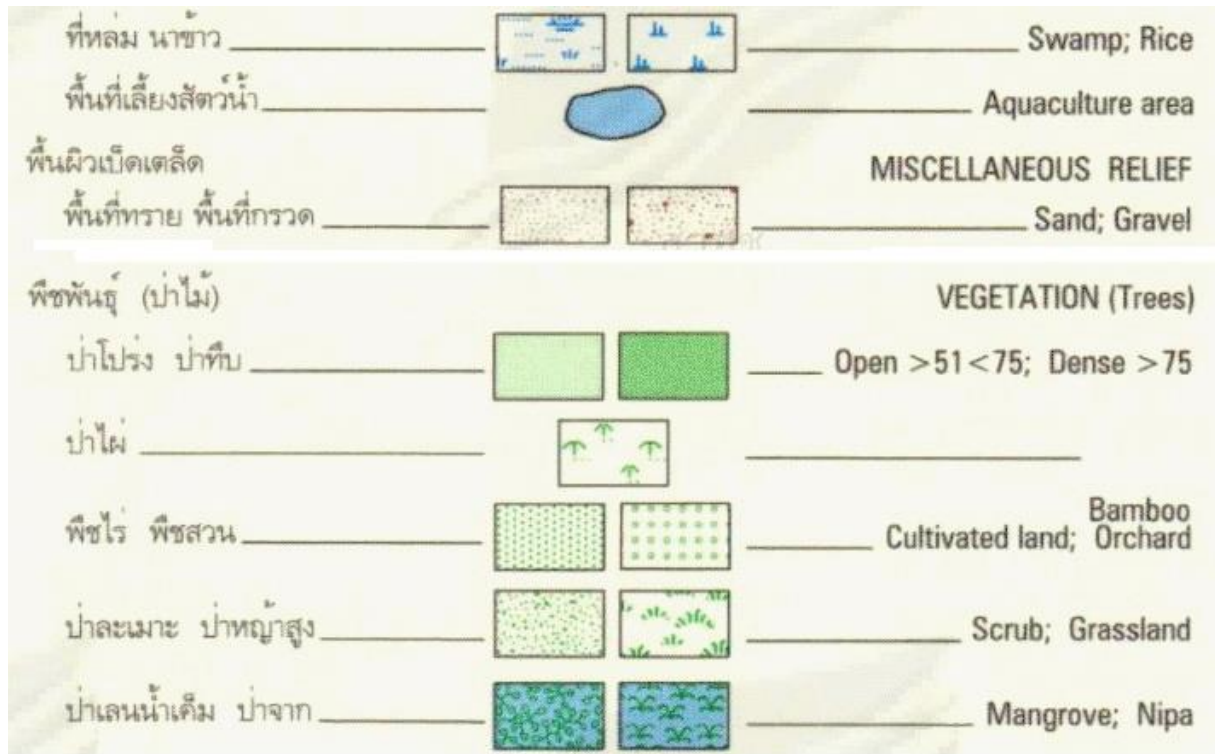 ที่หล่ม นาข้าว Swamp; Rice
พื้นที่เลี้ยงสัตว์น้ำ Aquaculture area
พื้นผิวเบ็ดเตล็ด MISCELLANEOUS RELIEF
พื้นที่ทราย พื้นที่กรวด Sand; Gravel
พืชพันธุ์ (ป่าไม้) VEGETATION (Trees)
ป่าโปร่ง ป่าทึบ Open >51<75; Dense >75
ป่าไผ่
Bamboo
พืชไร่ พืชสวน Cultivated land; Orchard
ป่าละเมาะ ป่าหญ้าสูง Scrub; Grassland
ป่าเลนน้ำเค็ม ป่าจาก Mangrove; Nipa